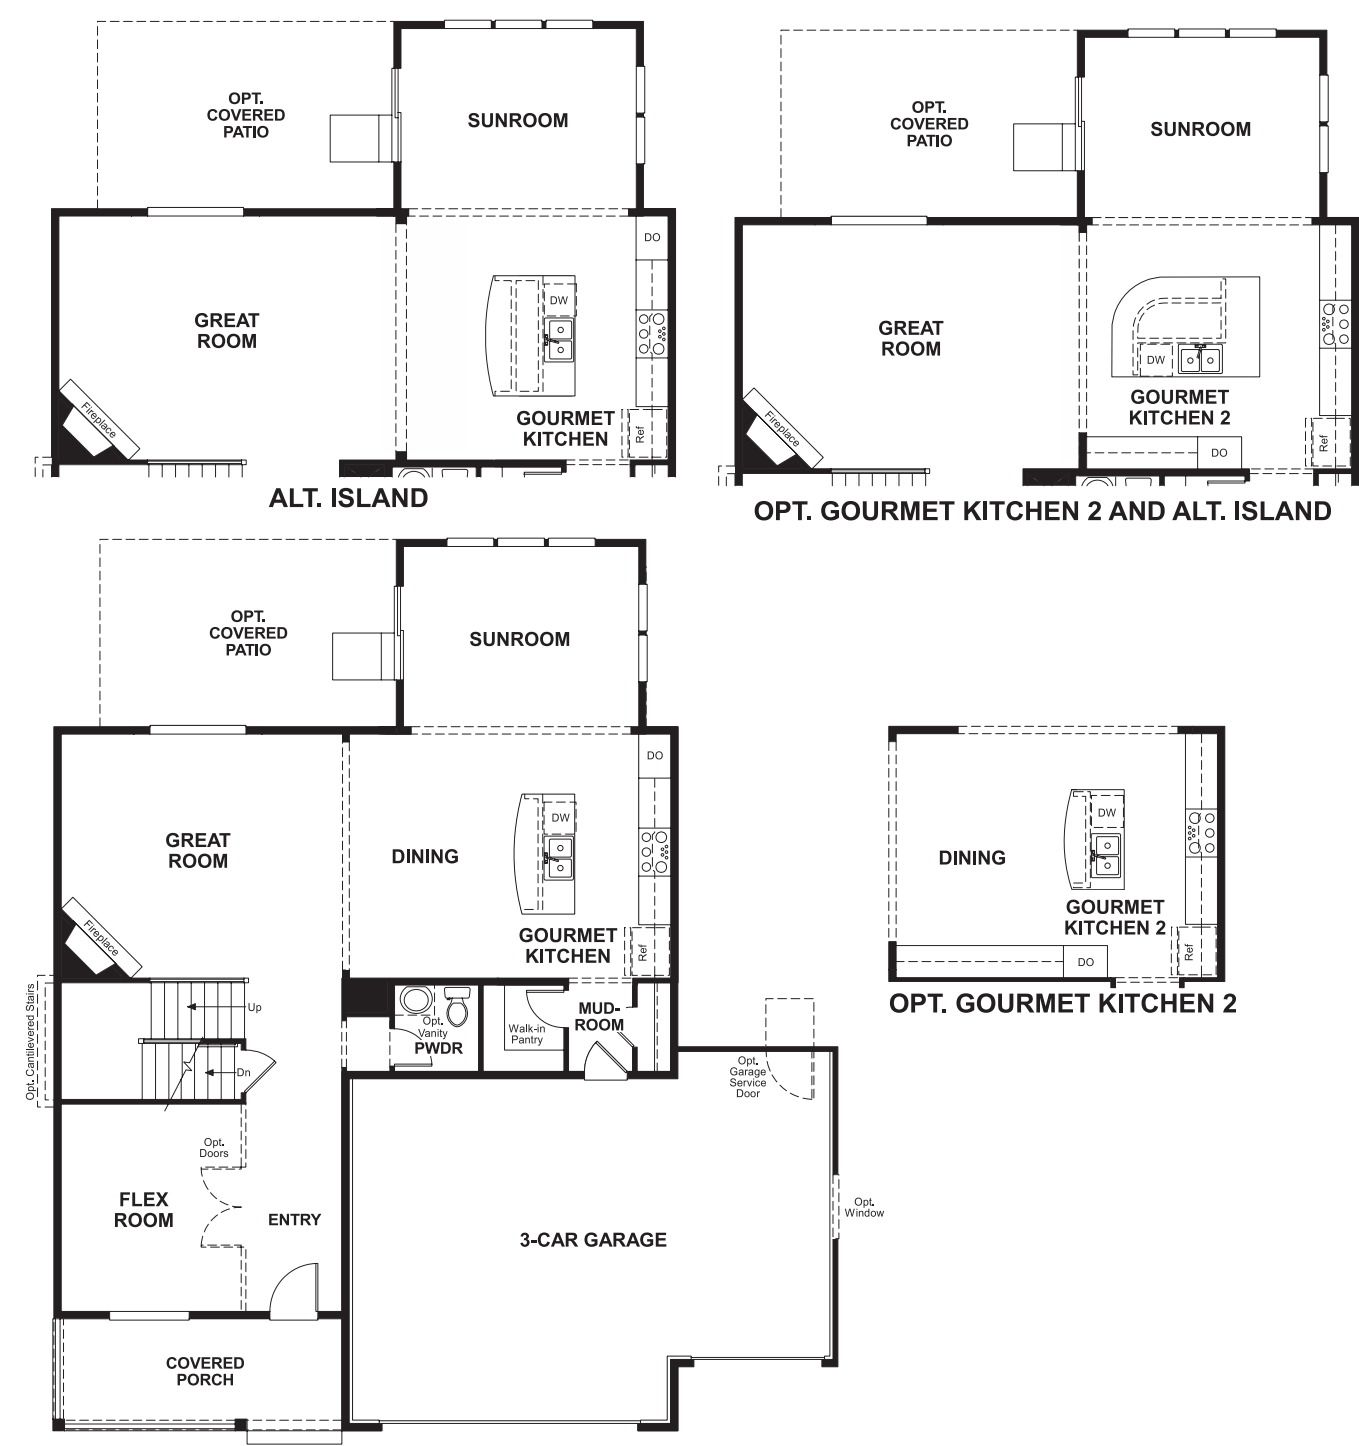 OPT.
COVERED
PATIO
SUNROOM
DO
DW
GREAT
ROOM
Fireplace
GOURMET
KITCHEN
Ref
ALT. ISLAND
OPT.
COVERED
PATIO
SUNROOM
GREAT
ROOM
DW
GOURMET
KITCHEN 2
Fireplace
DO
Ref
OPT. GOURMET KITCHEN 2 AND ALT. ISLAND
OPT.
COVERED
PATIO
SUNROOM
DO
DW
GREAT
ROOM
DINING
Fireplace
GOURMET
KITCHEN
Ref
Opt. Cantilevered Stairs
Up
Dn
Opt.
Vanity
PWDR
Walk-in
Pantry
MUD-
ROOM
Opt.
Garage
Service
Door
Opt.
Doors
FLEX
ROOM
ENTRY
3-CAR GARAGE
Opt.
Window
COVERED
PORCH
DW
DINING
GOURMET
KITCHEN 2
DO
Ref
OPT. GOURMET KITCHEN 2